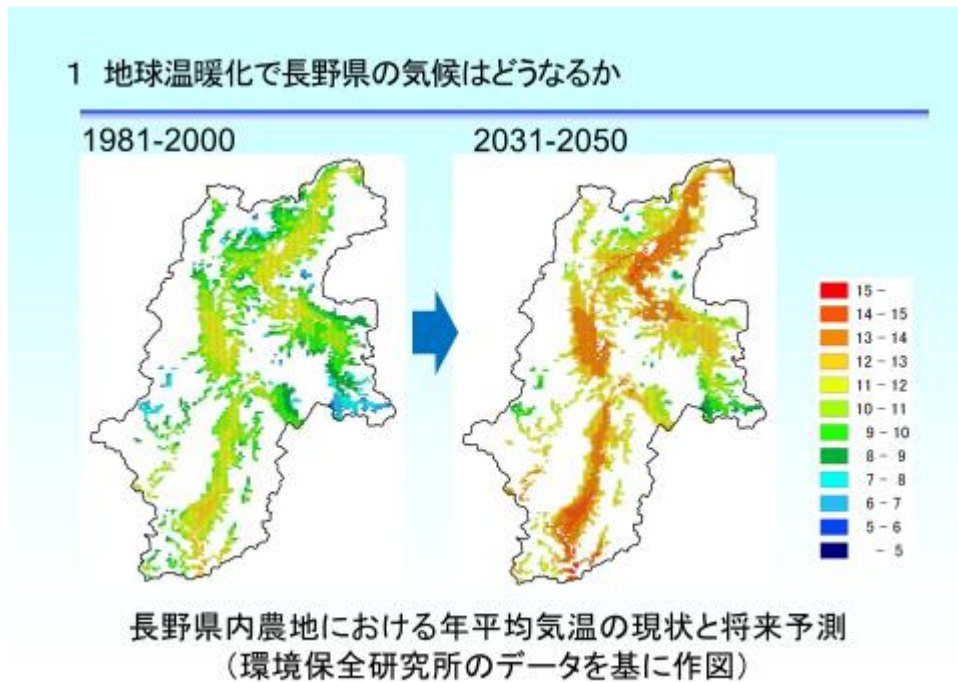 1 地球温暖化で長野県の気候はどうなるか
1981-2000
2031-2050
15 -
14 - 15
13 - 14
12 - 13
11 - 12
10 - 11
9 - 10
8 - 9
7 - 8
6 - 7
5 - 6
- 5
長野県内農地における年平均気温の現状と将来予測
（環境保全研究所のデータを基に作図）